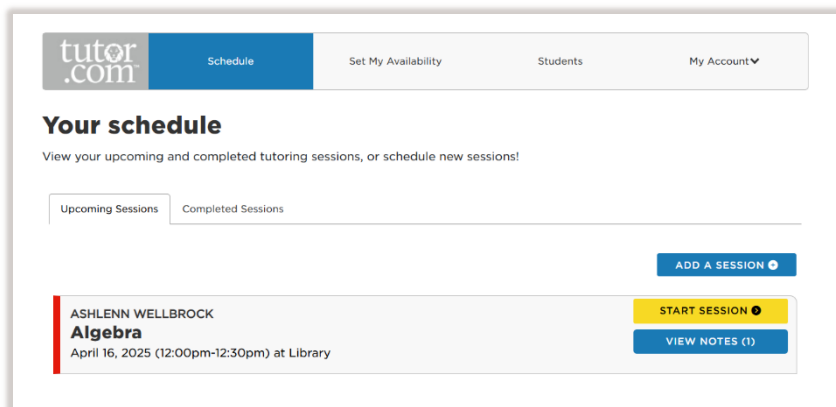 tutor
.com
Schedule
Set My Availability
Students
My Account
Your schedule
View your upcoming and completed tutoring sessions, or schedule new sessions!
Upcoming Sessions
Completed Sessions
ADD A SESSION
ASHLENN WELLBROCK
START SESSION
Algebra
April 16, 2025 (12:00pm-12:30pm) at Library
VIEW NOTES (1)